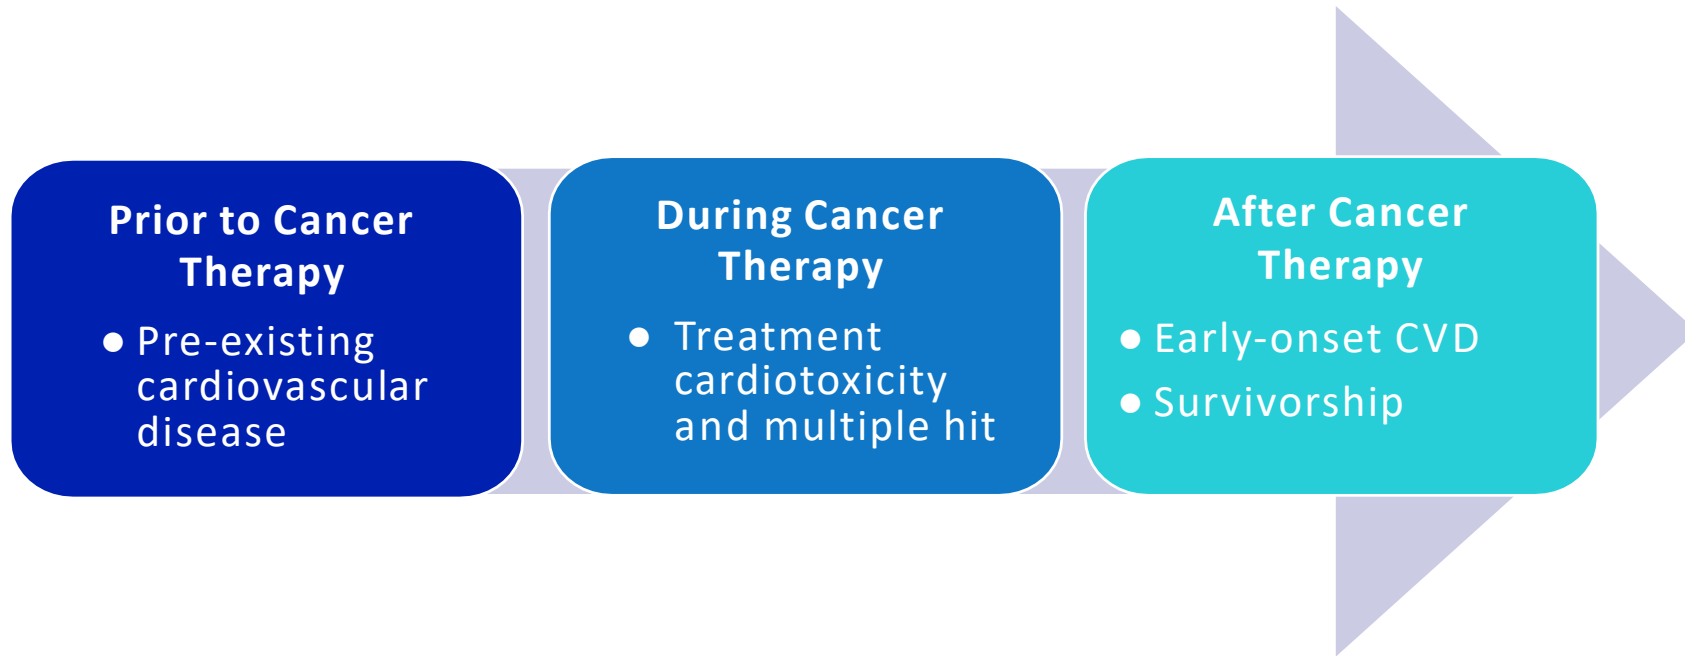 Prior to Cancer
Therapy
● Pre-existing
cardiovascular
disease
During Cancer
Therapy
● Treatment
cardiotoxicity
and multiple hit
After Cancer
Therapy
● Early-onset CVD
● Survivorship